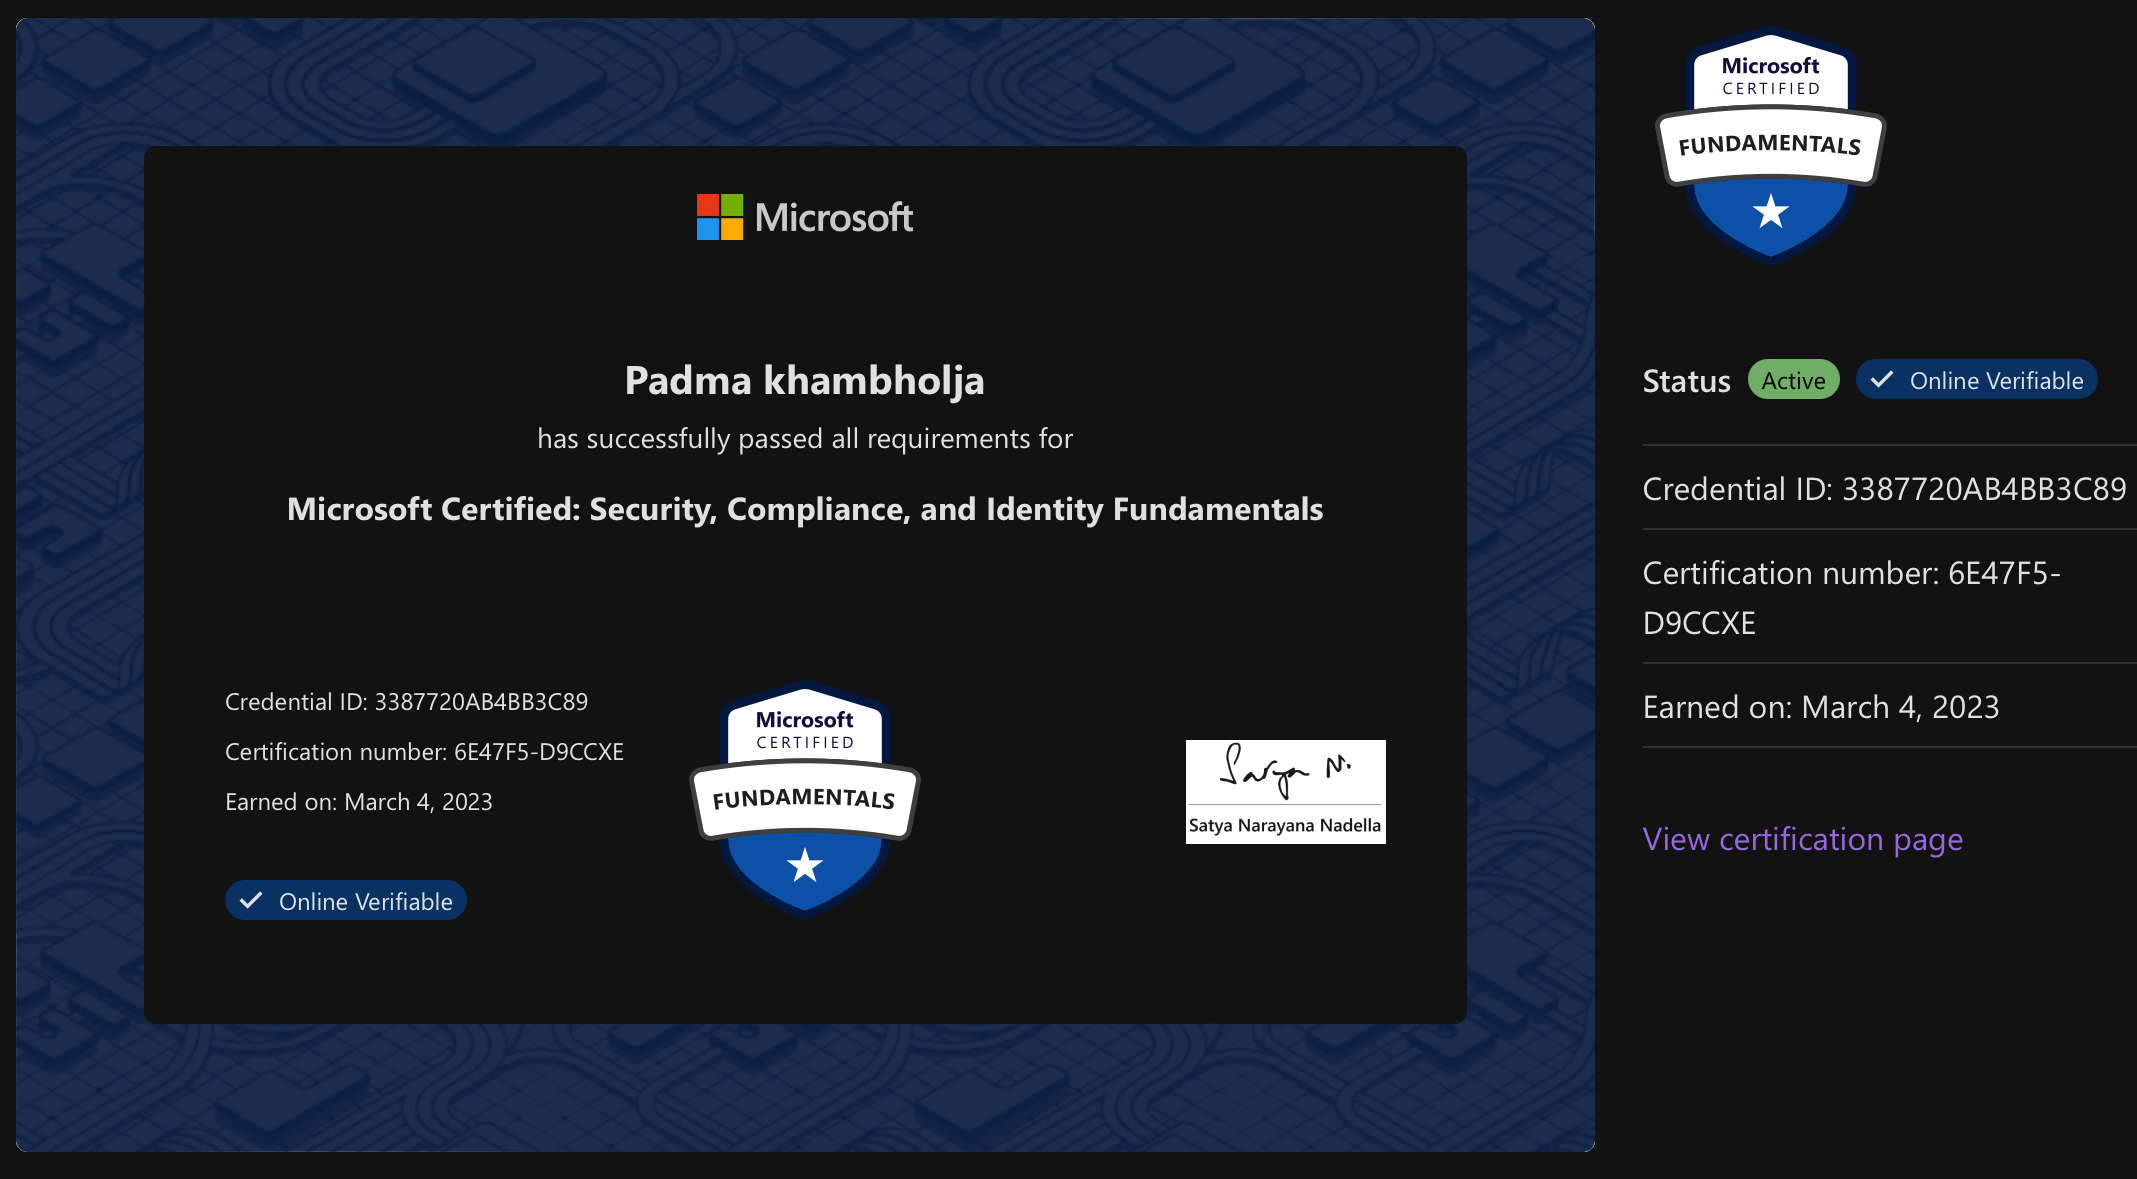 Microsoft
Padma khambholja
has successfully passed all requirements for
Microsoft Certified: Security, Compliance, and Identity Fundamentals
Credential ID: 3387720AB4BB3C89
Certification number: 6E47F5-D9CCXE
Earned on: March 4, 2023
Online Verifiable
Microsoft
CERTIFIED
FUNDAMENTALS
Satya N.
Satya Narayana Nadella
Microsoft
CERTIFIED
FUNDAMENTALS
Status Active Online Verifiable
Credential ID: 3387720AB4BB3C89
Certification number: 6E47F5-
D9CCXE
Earned on: March 4, 2023
View certification page